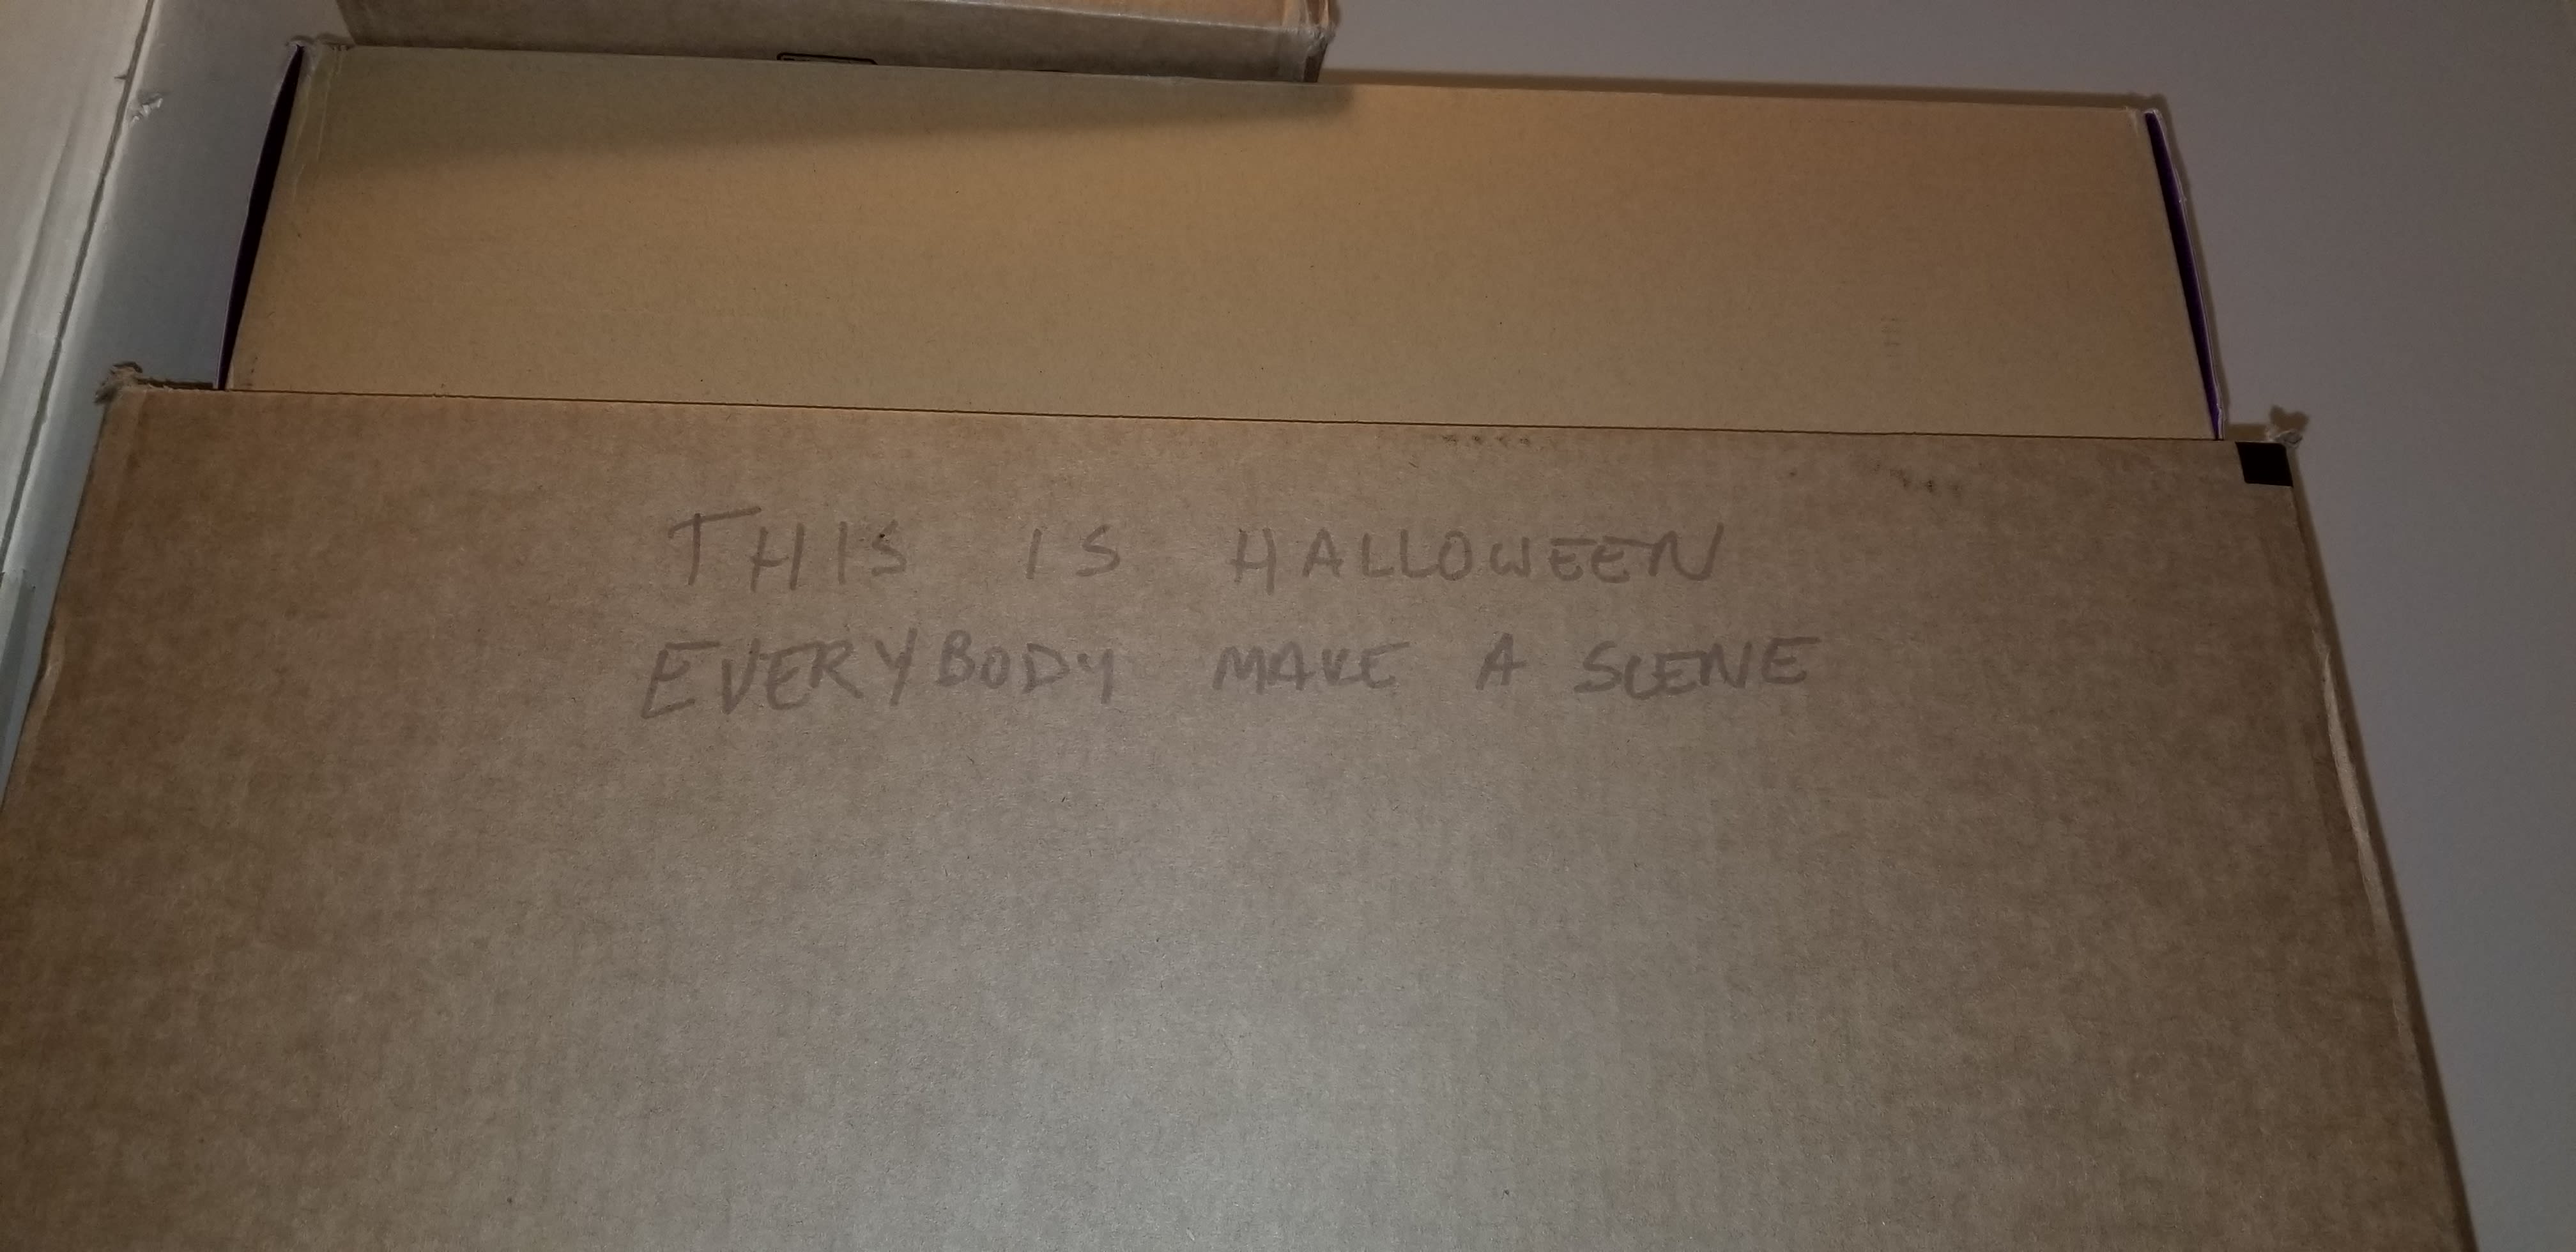 THIS IS HALLOWEEN
EVERYBODY MAKE A SCENE